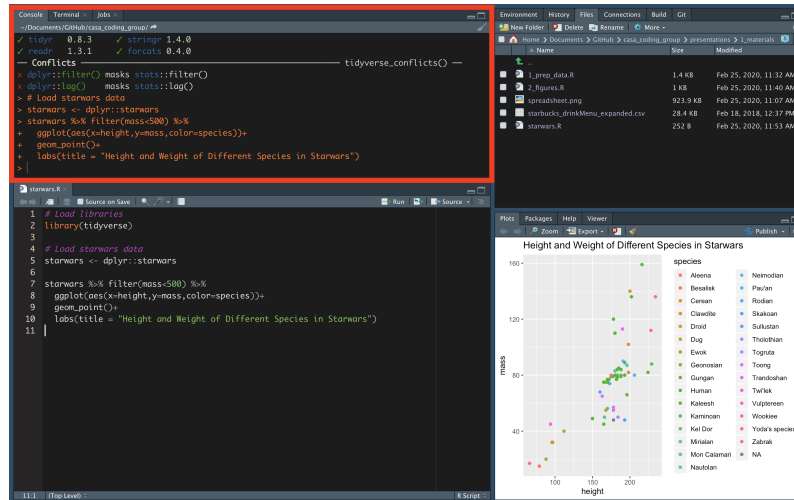 Console Terminal × Jobs ×
~/Documents/GitHub/casa_coding_group/
✓ tidyr 0.8.3 ✓ stringr 1.4.0
✓ readr 1.3.1 ✓ forcats 0.4.0
— Conflicts ——— tidyverse_conflicts() —
x dplyr::filter() masks stats::filter()
x dplyr::lag() masks stats::lag()
> # Load starwars data
> starwars <- dplyr::starwars
> starwars %>% filter(mass<500) %>%
+ ggplot(aes(x=height,y=mass,color=species))+
+ geom_point()+
+ labs(title = "Height and Weight of Different Species in Starwars")
>
starwars.R ×
Source on Save Run Source
1 # Load libraries
2 library(tidyverse)
3
4 # Load starwars data
5 starwars <- dplyr::starwars
6
7 starwars %>% filter(mass<500) %>%
8 ggplot(aes(x=height,y=mass,color=species))+
9 geom_point()+
10 labs(title = "Height and Weight of Different Species in Starwars")
11
11:1 (Top Level) R Script
Environment History Files Connections Build Git
New Folder Delete Rename More
Home > Documents > GitHub > casa_coding_group > presentations > 1_materials
Name Size Modified
..
1_prep_data.R 1.4 KB Feb 25, 2020, 11:32 AM
2_figures.R 1 KB Feb 25, 2020, 11:40 AM
spreadsheet.png 923.9 KB Feb 25, 2020, 11:07 AM
starbucks_drinkMenu_expanded.csv 28.4 KB Feb 18, 2018, 12:37 PM
starwars.R 252 B Feb 25, 2020, 11:53 AM
Plots Packages Help Viewer
Zoom Export Publish
Height and Weight of Different Species in Starwars
mass
160
120
80
40
100 150 200
height
species
Aleena
Besalisk
Cerean
Clawdite
Droid
Dug
Ewok
Geonosian
Gungan
Human
Kaleesh
Kaminoan
Kel Dor
Mirialan
Mon Calamari
Nautolan
Neimodian
Pau'an
Rodian
Skakoan
Sullustan
Tholothian
Togruta
Toong
Trandoshan
Twi'lek
Vulptereen
Wookiee
Yoda's species
Zabrak
NA